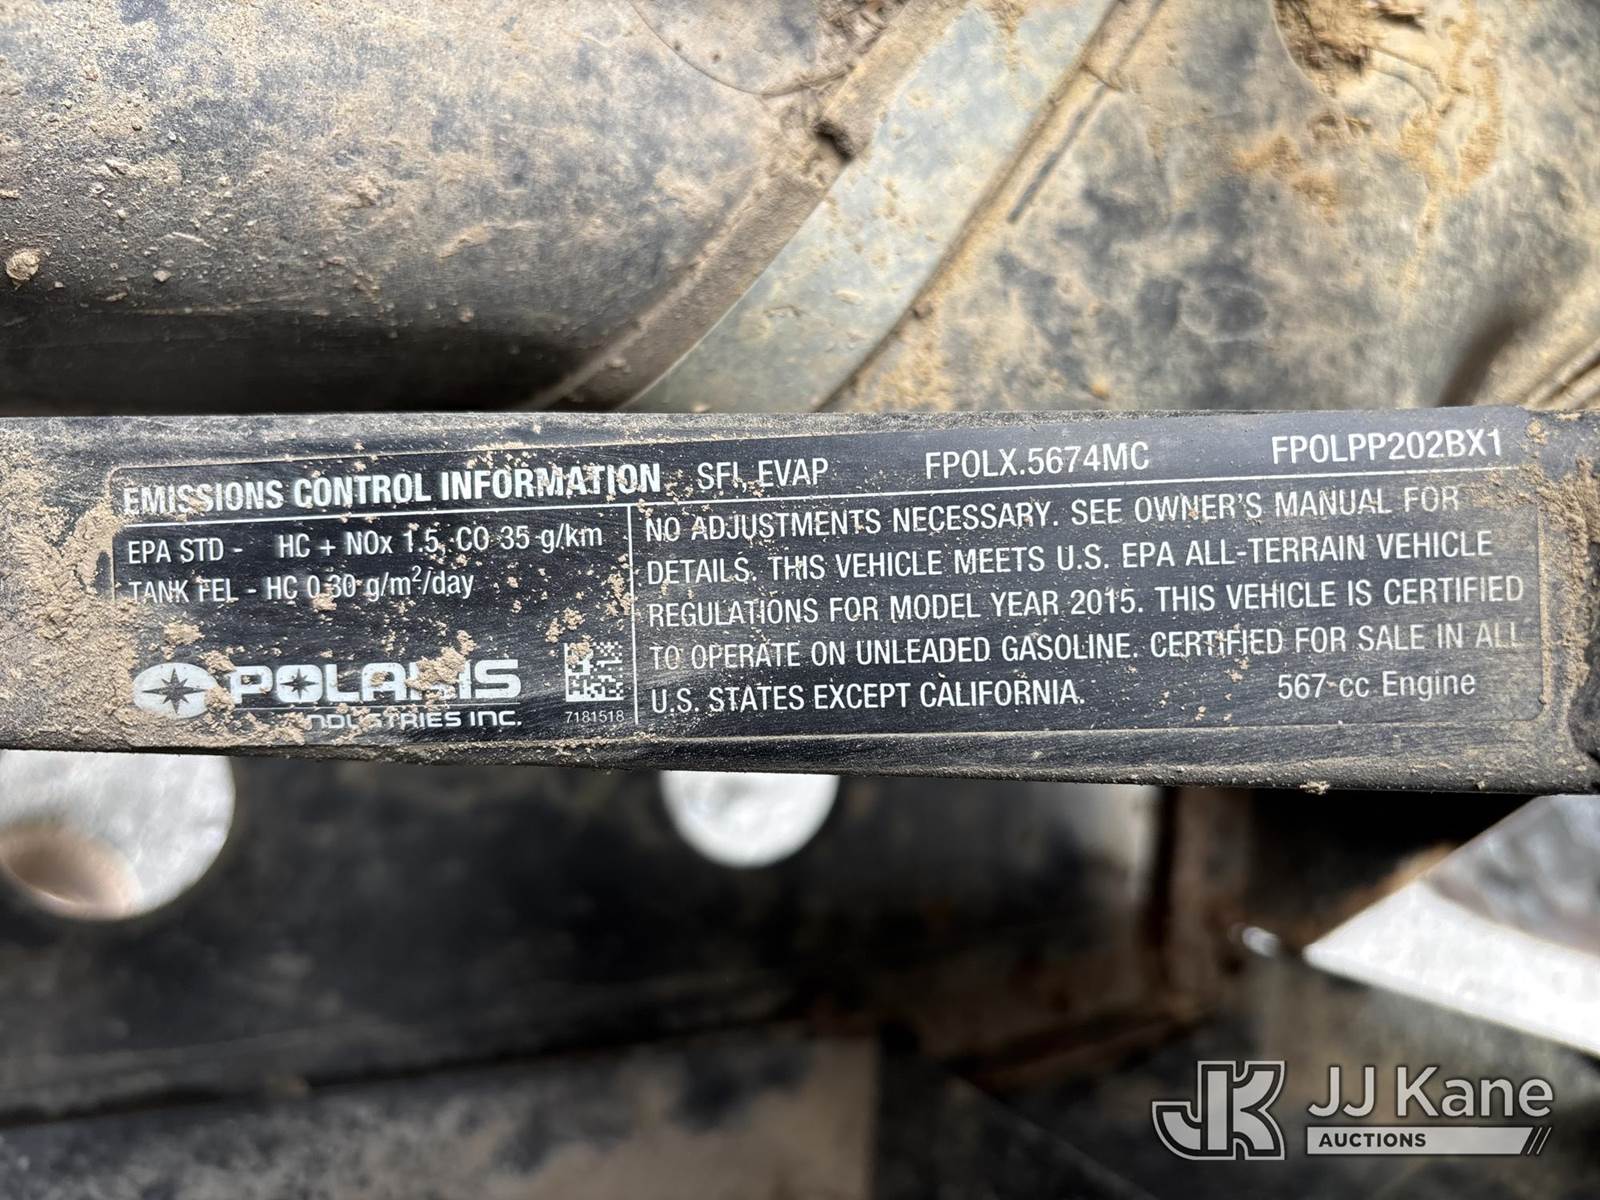 EMISSIONS CONTROL INFORMATION SFI, EVAP FPOLX.5674MC FPOLPP202BX1
EPA STD - HC + NOx 1.5, CO 35 g/km
TANK FEL - HC 0.30 g/m²/day
POLARIS
INDUSTRIES INC.
7181518
NO ADJUSTMENTS NECESSARY. SEE OWNER'S MANUAL FOR
DETAILS. THIS VEHICLE MEETS U.S. EPA ALL-TERRAIN VEHICLE
REGULATIONS FOR MODEL YEAR 2015. THIS VEHICLE IS CERTIFIED
TO OPERATE ON UNLEADED GASOLINE. CERTIFIED FOR SALE IN ALL
U.S. STATES EXCEPT CALIFORNIA. 567 cc Engine
JK JJ Kane
AUCTIONS